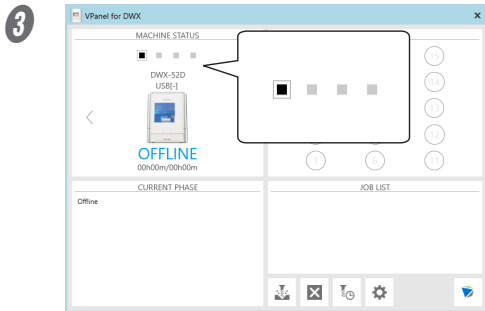 3
VPanel for DWX
MACHINE STATUS
DWX-52D
USB[-]
OFFLINE
00h00m/00h00m
15
14
13
12
1
6
11
CURRENT PHASE
Offline
JOB LIST